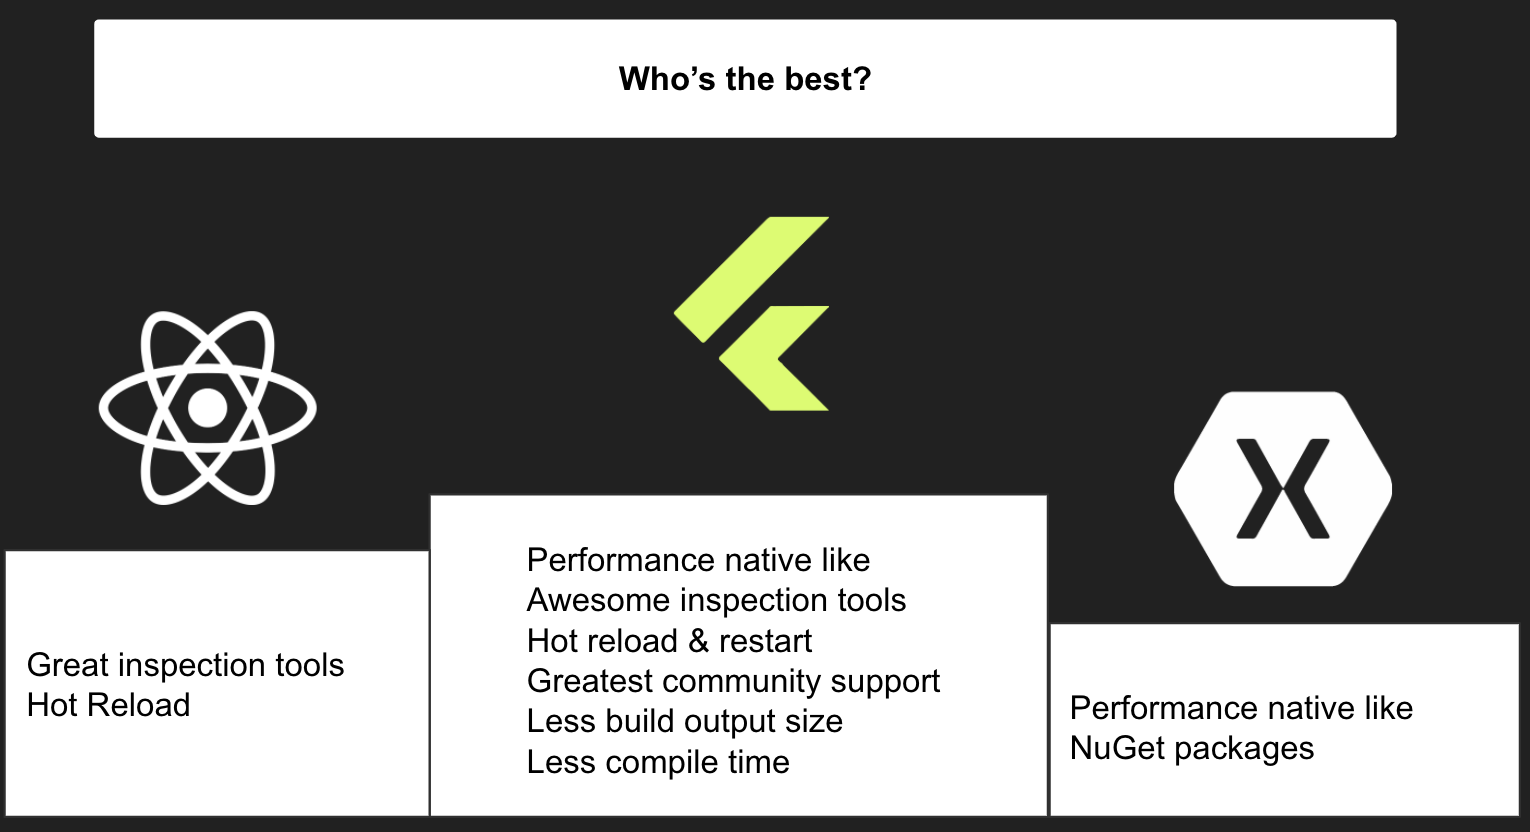 Who’s the best?
Great inspection tools
Hot Reload
Performance native like
Awesome inspection tools
Hot reload & restart
Greatest community support
Less build output size
Less compile time
Performance native like
NuGet packages